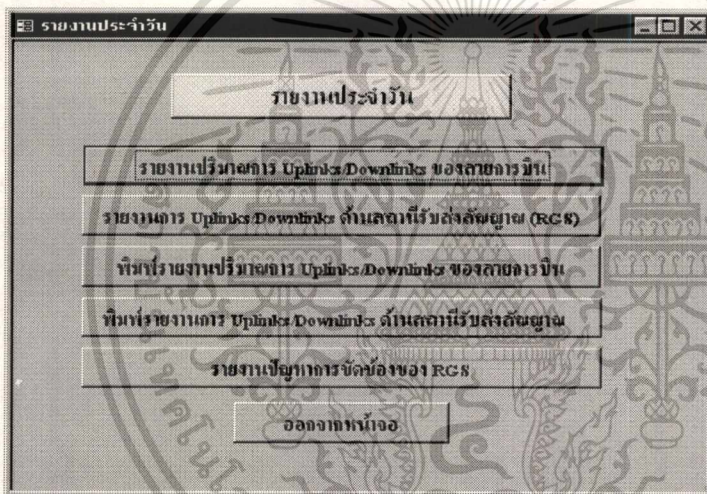 รายงานประจำวัน
รายงานประจำวัน
รายงานปริมาณการ Uplinks/Downlinks ของสายการบิน
รายงานการ Uplinks/Downlinks ด้านสถานีรับส่งสัญญาณ (RGS)
พิมพ์รายงานปริมาณการ Uplinks/Downlinks ของสายการบิน
พิมพ์รายงานการ Uplinks/Downlinks ด้านสถานีรับส่งสัญญาณ
รายงานปัญหาการขัดข้องของ RGS
ออกจากหน้าจอ